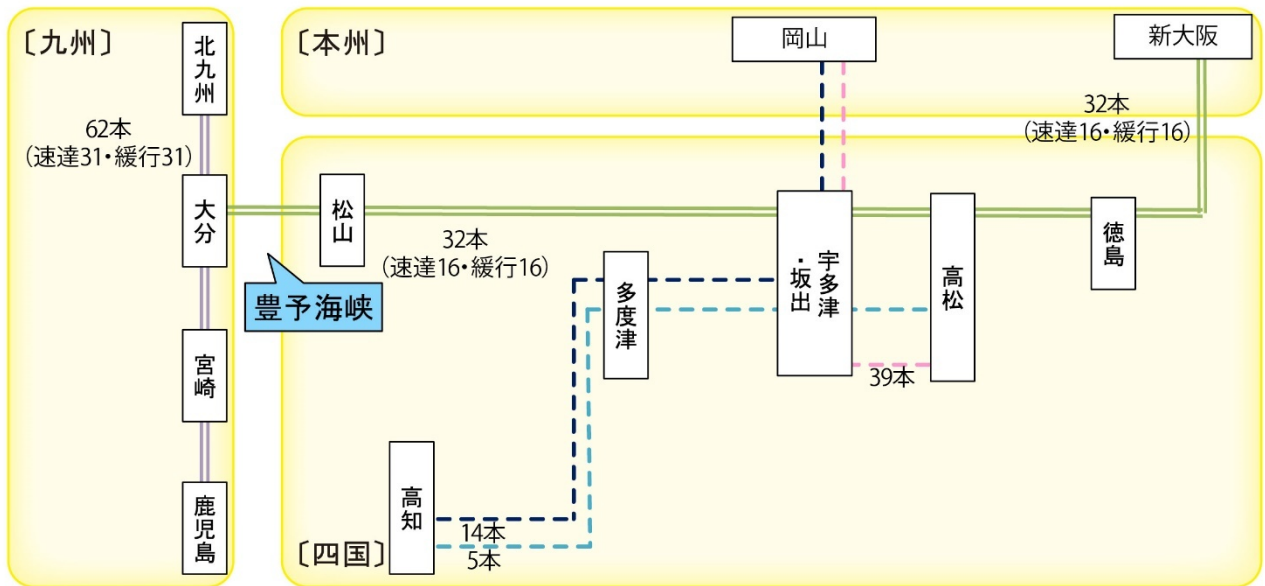 〔九州〕
北九州
62本
(速達31・緩行31)
大分
宮崎
鹿児島
〔本州〕
岡山
新大阪
32本
(速達16・緩行16)
松山
32本
(速達16・緩行16)
豊予海峡
多度津
宇多津
・坂出
高松
徳島
39本
高知
14本
5本
〔四国〕